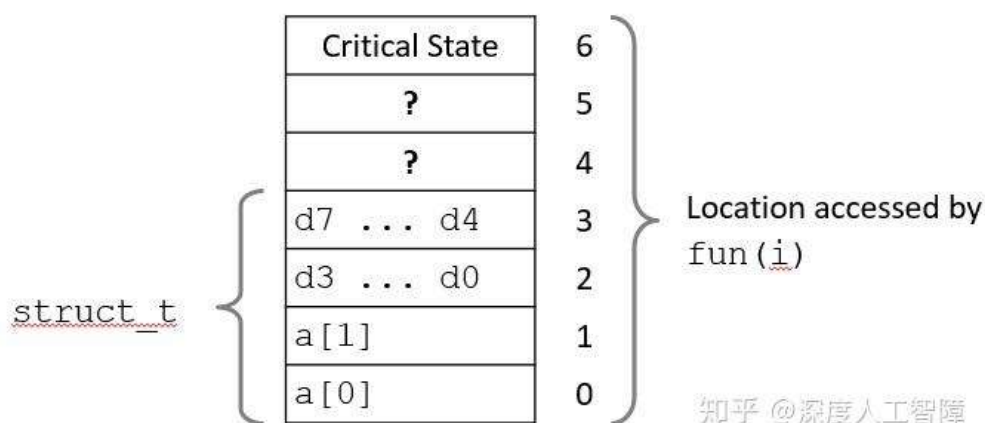 Critical State 6
? 5
? 4
d7 ... d4 3
d3 ... d0 2
a[1] 1
a[0] 0
struct_t
Location accessed by
fun(i)
知乎 @深度人工智障